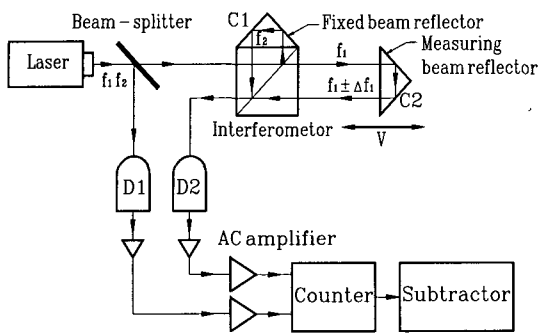 Beam-splitter
C1
Fixed beam reflector
f2
f1
Measuring
beam reflector
Laser
f1 f2
f1 ± Δf1
C2
Interferometor
V
D1
D2
AC amplifier
Counter
Subtractor